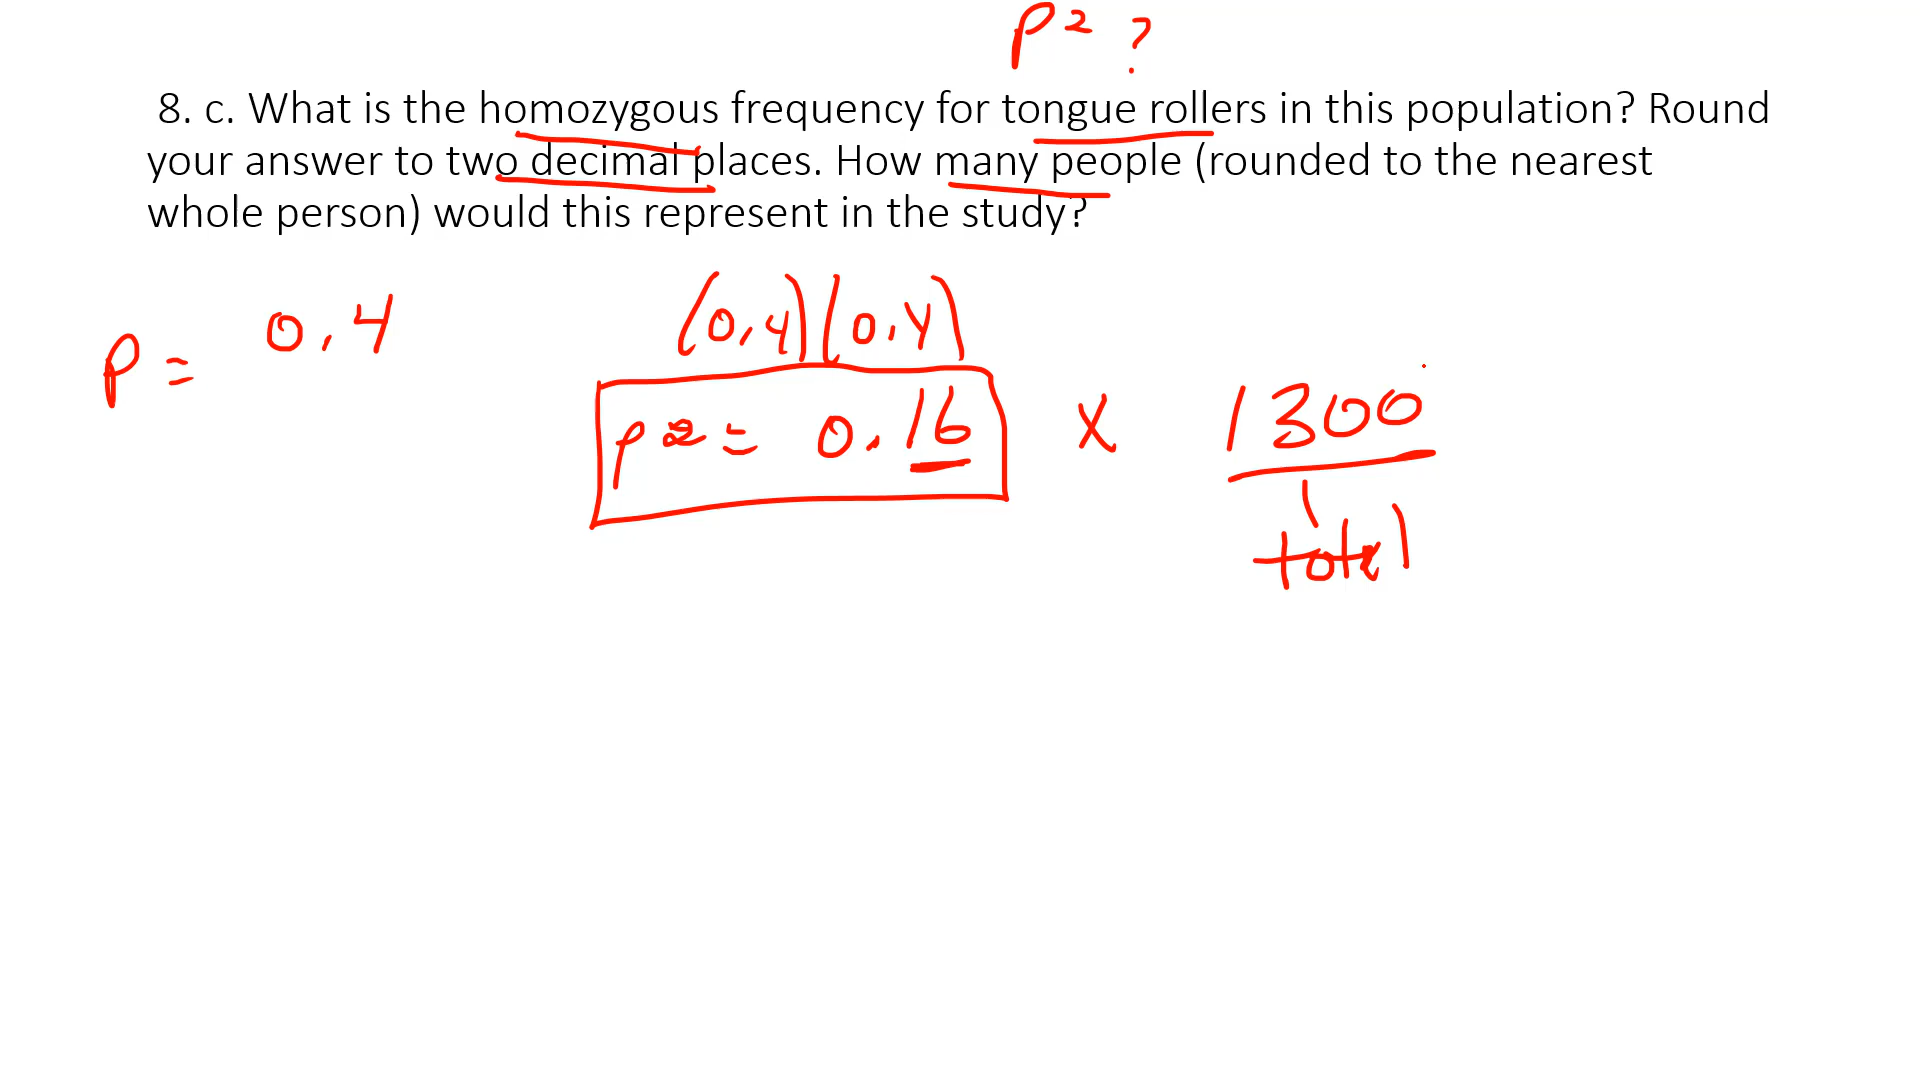 P² ?
8. c. What is the homozygous frequency for tongue rollers in this population? Round
your answer to two decimal places. How many people (rounded to the nearest
whole person) would this represent in the study?
P = 0.4
(0.4)(0.4)
p² = 0.16 x 1300
total